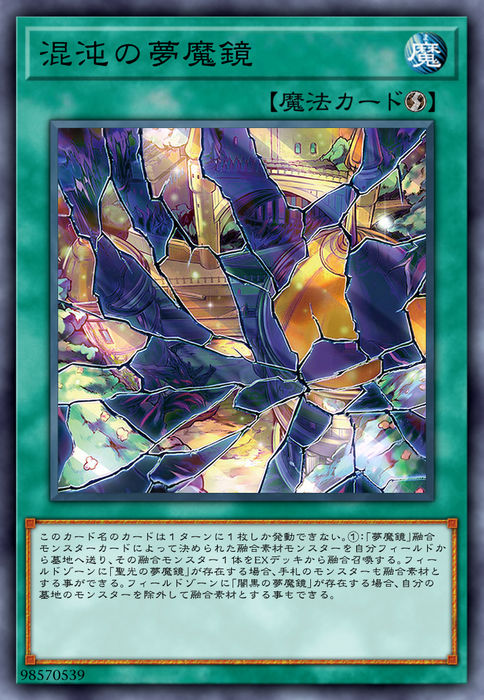 混沌の夢魔鏡
魔
【魔法カード】
このカード名のカードは１ターンに１枚しか発動できない。①：「夢魔鏡」融合
モンスターカードによって決められた融合素材モンスターを自分フィールドか
ら墓地へ送り、その融合モンスター１体をEXデッキから融合召喚する。フィー
ルドゾーンに「聖光の夢魔鏡」が存在する場合、手札のモンスターも融合素材と
する事ができる。フィールドゾーンに「闇黒の夢魔鏡」が存在する場合、自分の
墓地のモンスターを除外して融合素材とする事もできる。
98570539